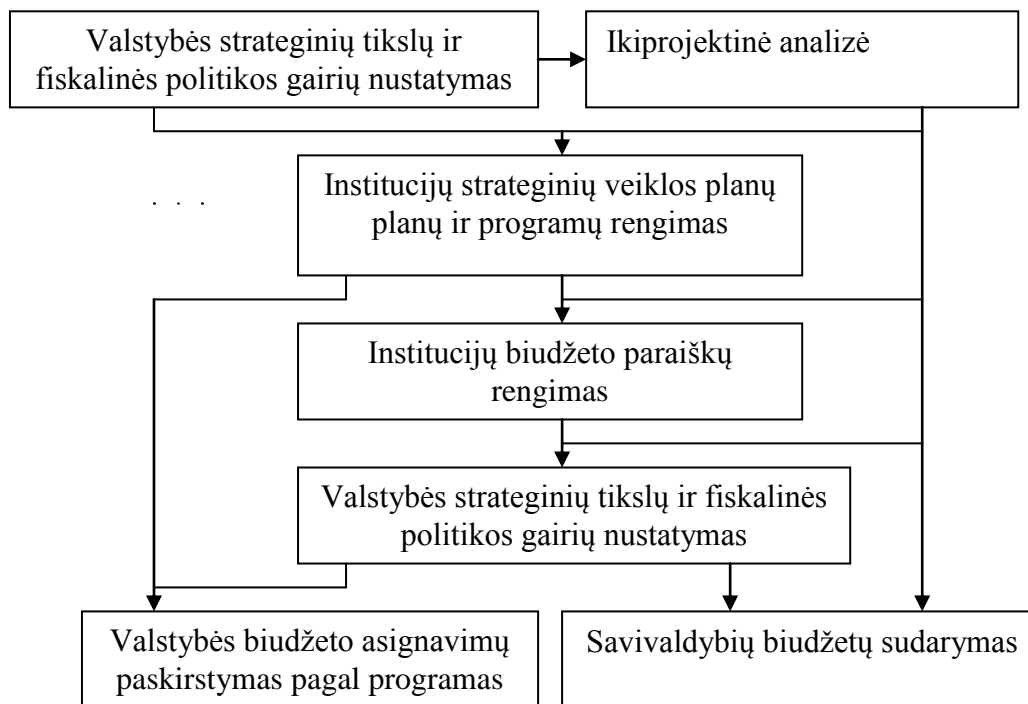 Valstybės strateginių tikslų ir
fiskalinės politikos gairių nustatymas
Ikiprojektinė analizė
Institucijų strateginių veiklos planų
planų ir programų rengimas
. . .
Institucijų biudžeto paraiškų
rengimas
Valstybės strateginių tikslų ir fiskalinės
politikos gairių nustatymas
Valstybės biudžeto asignavimų
paskirstymas pagal programas
Savivaldybių biudžetų sudarymas